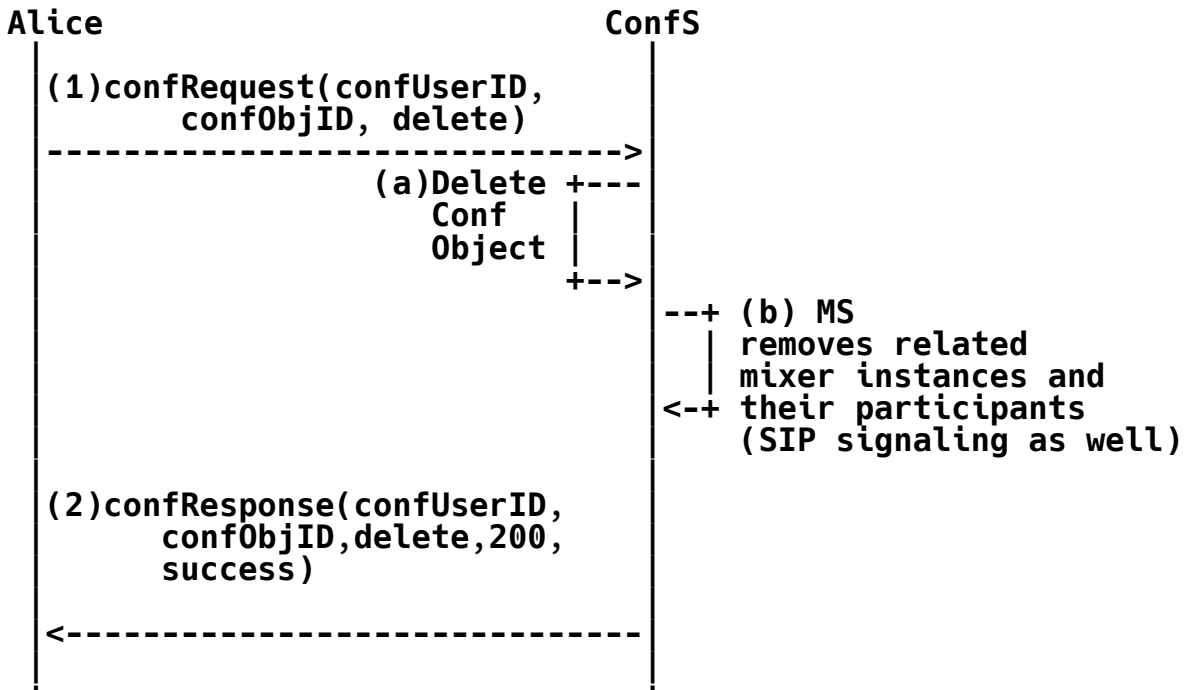 Alice ConfS
(1)confRequest(confUserID,
confObjID, delete)
(a)Delete
Conf
Object
(b) MS
removes related
mixer instances and
their participants
(SIP signaling as well)
(2)confResponse(confUserID,
confObjID,delete,200,
success)